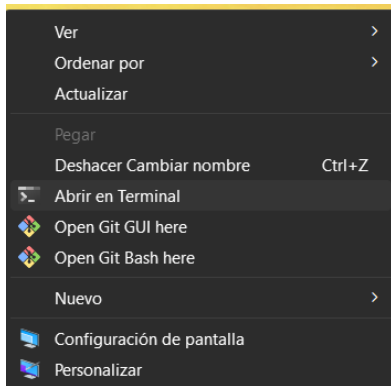 Ver
Ordenar por
Actualizar
Pegar
Deshacer Cambiar nombre Ctrl+Z
Abrir en Terminal
Open Git GUI here
Open Git Bash here
Nuevo
Configuración de pantalla
Personalizar